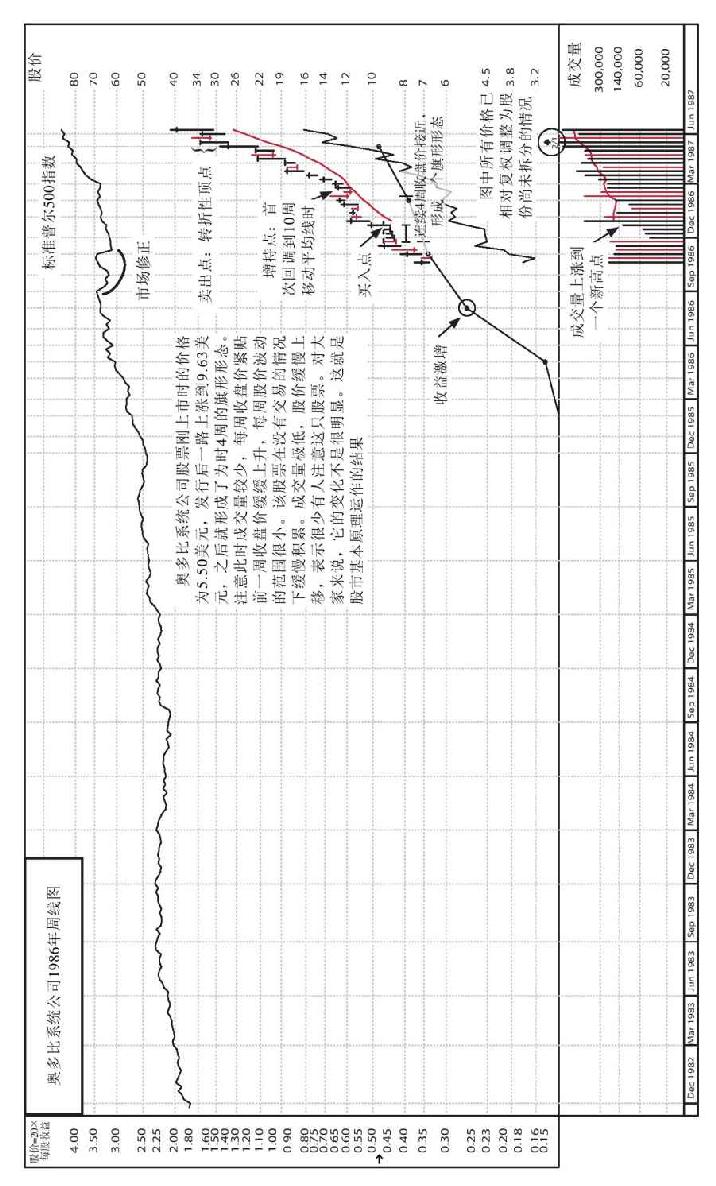 奥多比系统公司1986年周线图
股价=20×
每股收益
4.00
3.50
3.00
2.50
2.25
2.00
1.80
1.60
1.50
1.40
1.30
1.20
1.10
1.00
0.90
0.80
0.75
0.70
0.65
0.60
0.55
0.50
0.45
0.40
0.35
0.30
0.25
0.23
0.20
0.18
0.16
0.15
标准普尔500指数
市场修正
奥多比系统公司股票刚上市时的价格
为5.50美元，发行后一路上涨到9.63美
元，之后就形成了为时4周的旗形形态。
注意此时成交量较少，每周收盘价紧贴
前一周收盘价缓缓上升，每周股价波动
的范围很小。该股票在没有交易的情况
下缓慢积累。成交量极低，股价缓慢上
移，表示很少有人注意这只股票。对大
家来说，它的变化不是很明显。这就是
股市基本原理运作的结果
卖出点：转折性顶点
增持点：首
次回调到10周
移动平均线时
买入点
连续4周收盘价接近，
形成一个旗形形态
收益激增
图中所有价格已
相对复权调整为股
份尚未拆分的情况
成交量上涨到
一个新高点
2/1
股价
80
70
60
50
40
34
30
26
22
19
16
14
12
10
8
7
6
4.5
3.8
3.2
成交量
300,000
140,000
60,000
20,000
Dec 1982
Mar 1983
Jun 1983
Sep 1983
Dec 1983
Mar 1984
Jun 1984
Sep 1984
Dec 1984
Mar 1985
Jun 1985
Sep 1985
Dec 1985
Mar 1986
Jun 1986
Sep 1986
Dec 1986
Mar 1987
Jun 1987